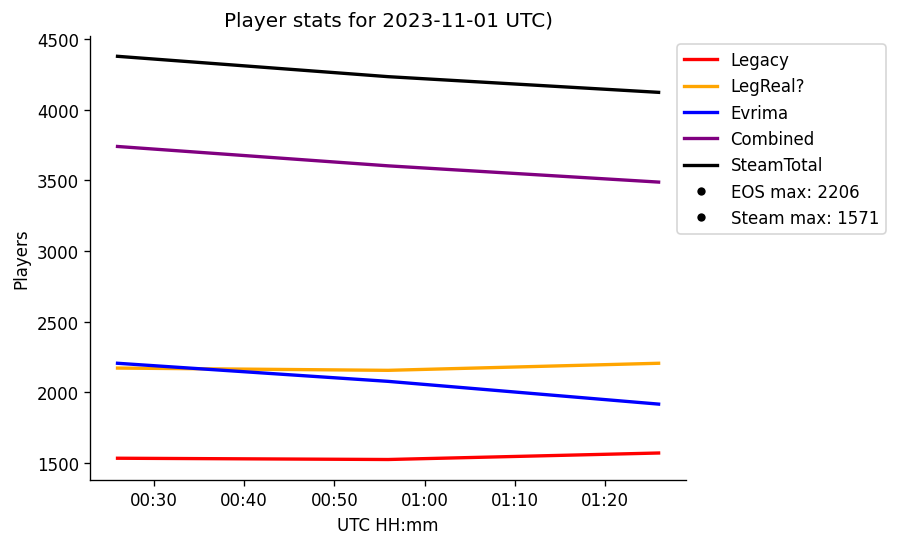 Player stats for 2023-11-01 UTC)
4500
4000
3500
3000
2500
2000
1500
Players
00:30
00:40
00:50
01:00
01:10
01:20
UTC HH:mm
Legacy
LegReal?
Evrima
Combined
SteamTotal
EOS max: 2206
Steam max: 1571